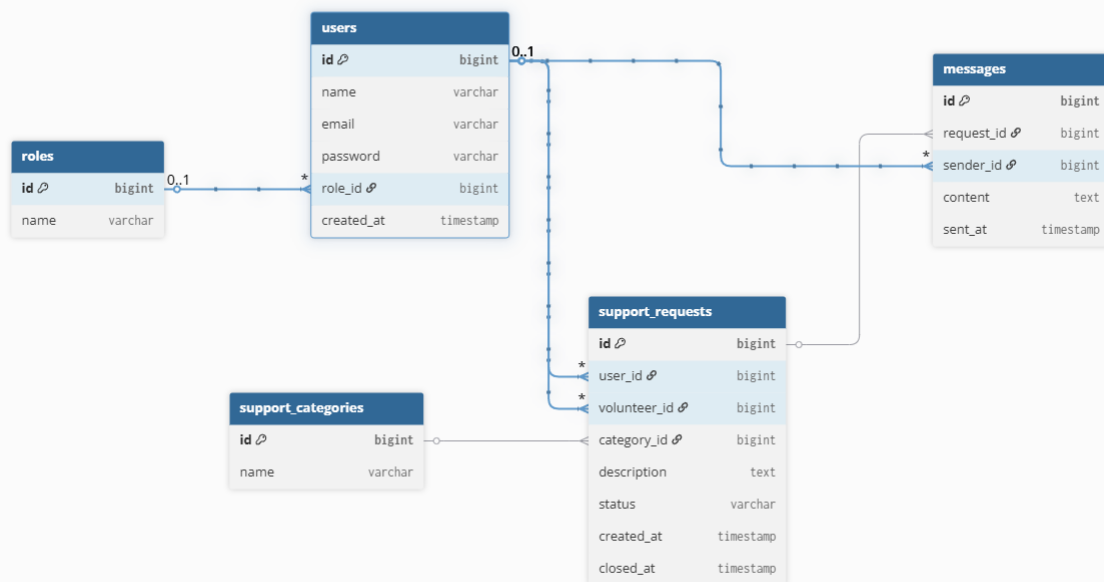 users
id bigint
name varchar
email varchar
password varchar
role_id bigint
created_at timestamp
0..1
*
roles
id bigint
name varchar
0..1
*
messages
id bigint
request_id bigint
sender_id bigint
content text
sent_at timestamp
support_requests
id bigint
*
user_id bigint
*
volunteer_id bigint
category_id bigint
description text
status varchar
created_at timestamp
closed_at timestamp
support_categories
id bigint
name varchar